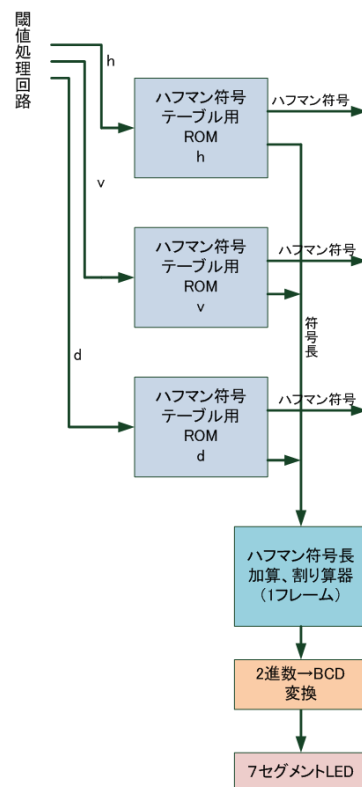 閾値処理回路
h
ハフマン符号
テーブル用
ROM
h
ハフマン符号
v
ハフマン符号
テーブル用
ROM
v
ハフマン符号
符号長
d
ハフマン符号
テーブル用
ROM
d
ハフマン符号
ハフマン符号長
加算、割り算器
(1フレーム)
2進数→BCD
変換
7セグメントLED